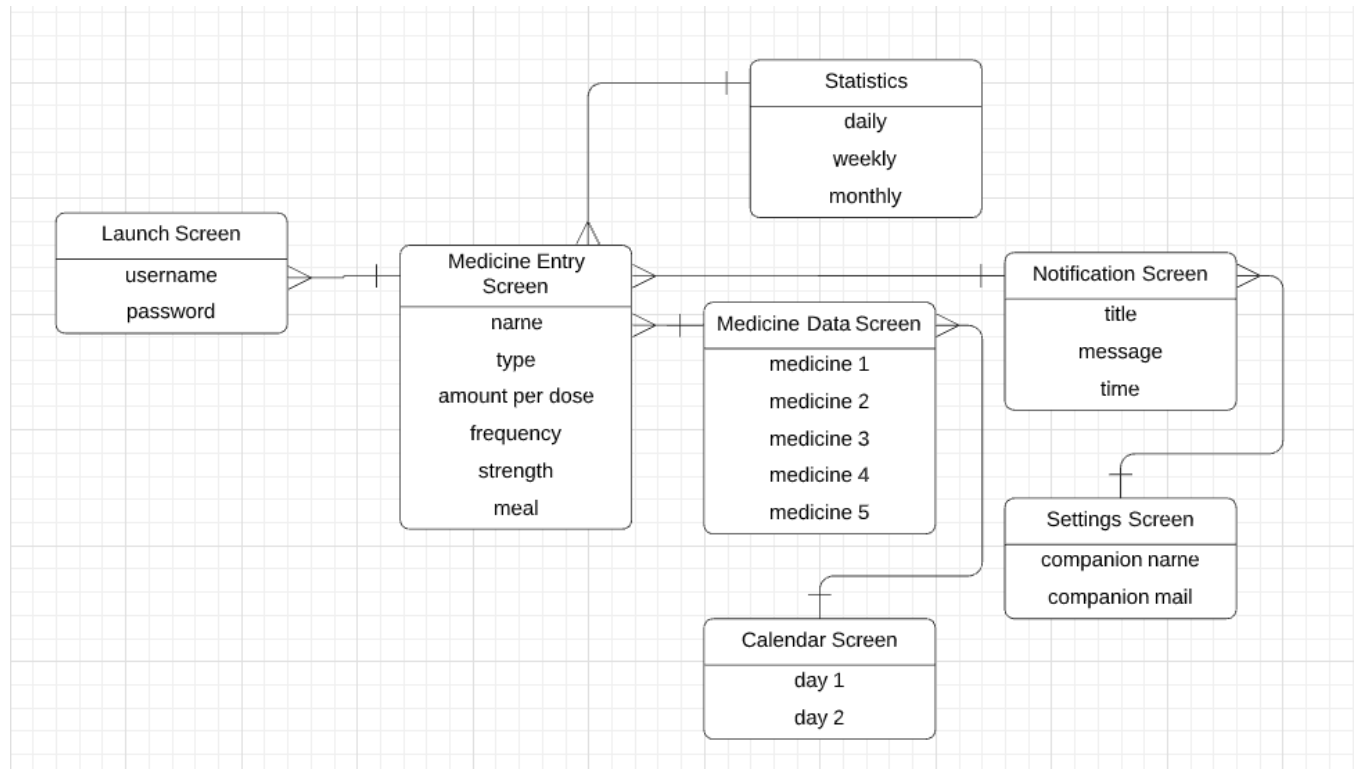 Statistics
daily
weekly
monthly
Launch Screen
username
password
Medicine Entry
Screen
name
type
amount per dose
frequency
strength
meal
Medicine Data Screen
medicine 1
medicine 2
medicine 3
medicine 4
medicine 5
Notification Screen
title
message
time
Settings Screen
companion name
companion mail
Calendar Screen
day 1
day 2